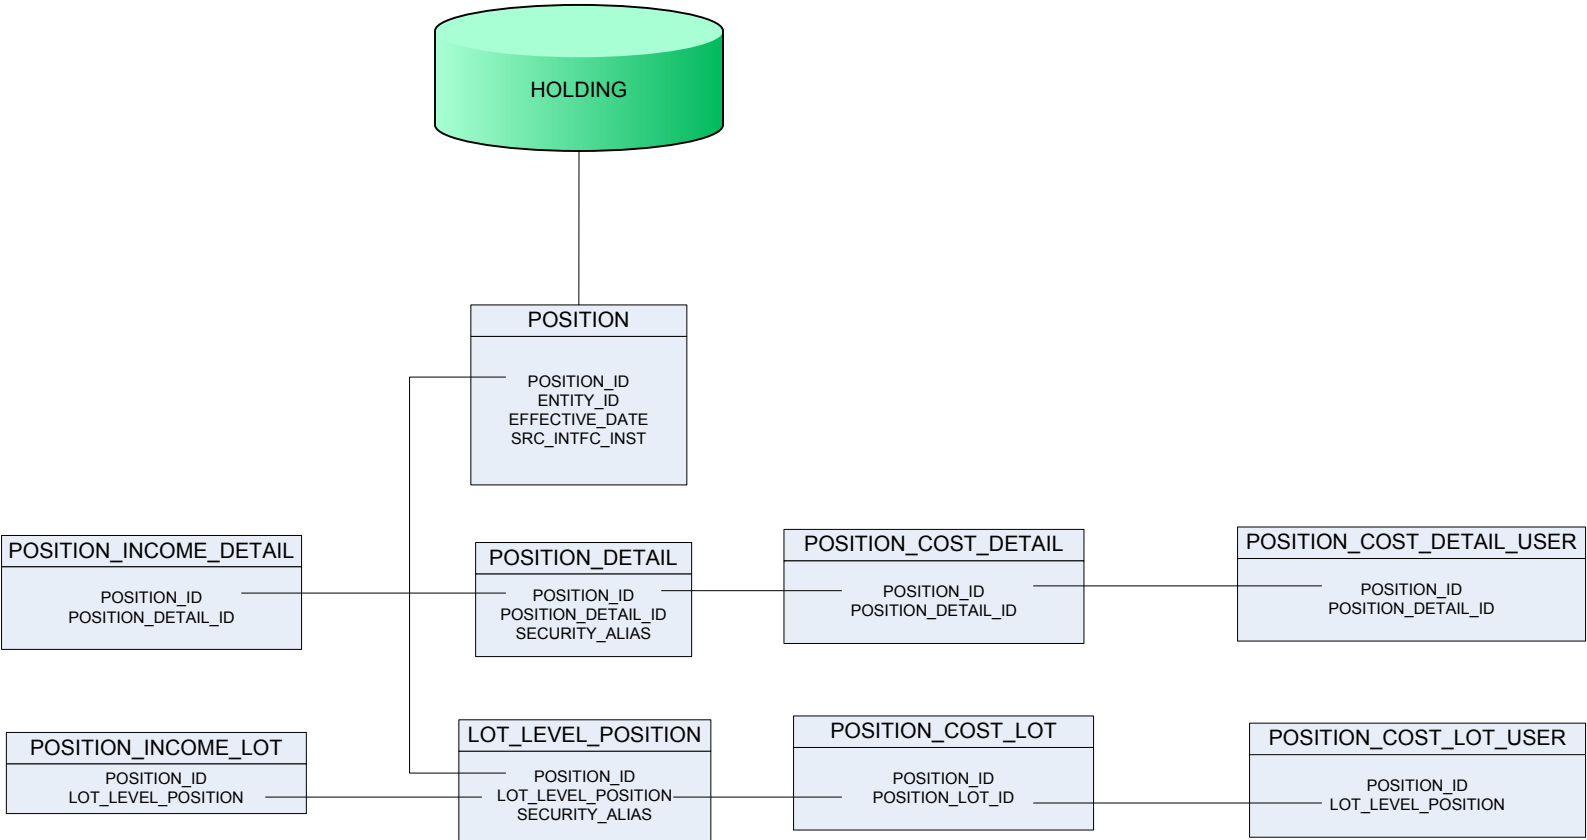 HOLDING
POSITION
POSITION_ID
ENTITY_ID
EFFECTIVE_DATE
SRC_INTFC_INST
POSITION_INCOME_DETAIL
POSITION_ID
POSITION_DETAIL_ID
POSITION_DETAIL
POSITION_ID
POSITION_DETAIL_ID
SECURITY_ALIAS
POSITION_COST_DETAIL
POSITION_ID
POSITION_DETAIL_ID
POSITION_COST_DETAIL_USER
POSITION_ID
POSITION_DETAIL_ID
POSITION_INCOME_LOT
POSITION_ID
LOT_LEVEL_POSITION
LOT_LEVEL_POSITION
POSITION_ID
LOT_LEVEL_POSITION
SECURITY_ALIAS
POSITION_COST_LOT
POSITION_ID
POSITION_LOT_ID
POSITION_COST_LOT_USER
POSITION_ID
LOT_LEVEL_POSITION